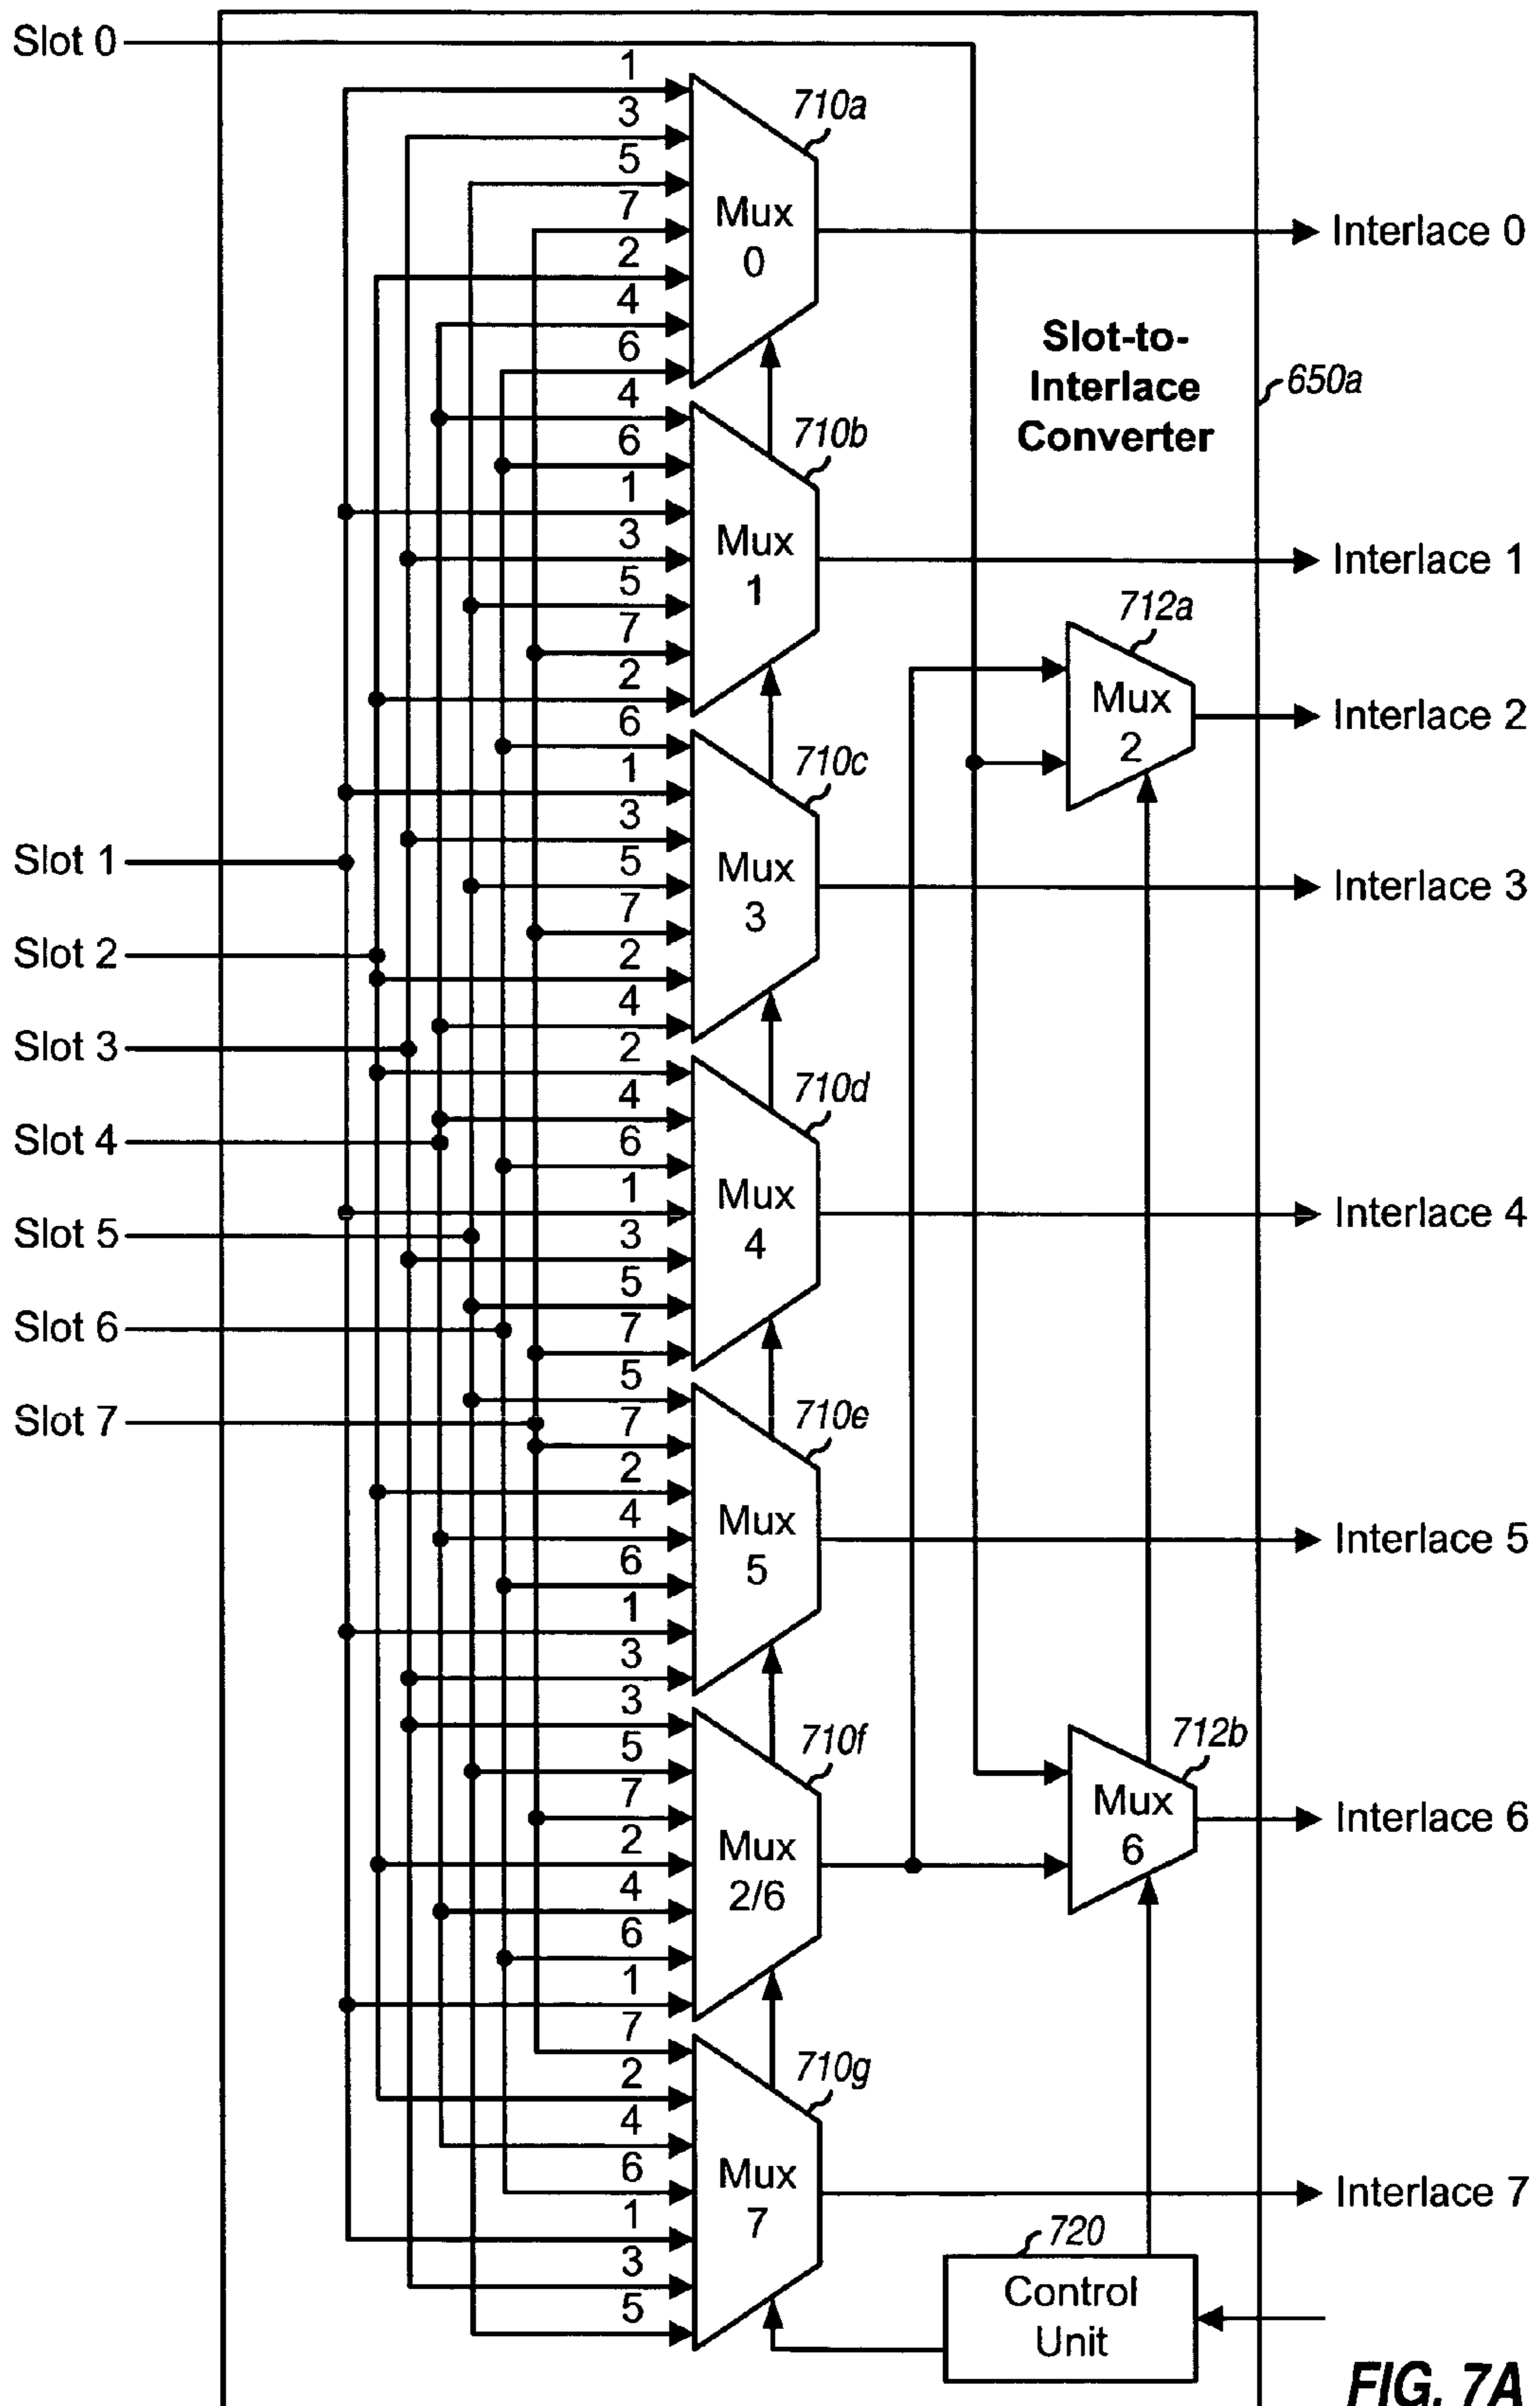 Slot 0
1
3
5
7
2
4
6
710a
Mux
0
Interlace 0
Slot-to-
Interlace
Converter
650a
4
6
1
3
5
7
2
710b
Mux
1
Interlace 1
712a
Mux
2
Interlace 2
6
1
3
5
7
2
4
710c
Mux
3
Interlace 3
Slot 1
Slot 2
Slot 3
2
4
6
1
3
5
7
710d
Mux
4
Interlace 4
Slot 4
Slot 5
Slot 6
Slot 7
5
7
2
4
6
1
3
710e
Mux
5
Interlace 5
3
5
7
2
4
6
1
710f
Mux
2/6
712b
Mux
6
Interlace 6
7
2
4
6
1
3
5
710g
Mux
7
Interlace 7
720
Control
Unit
FIG. 7A